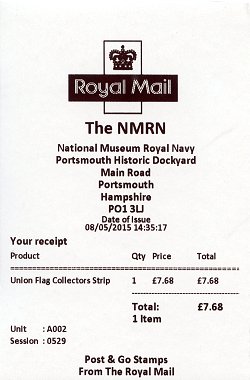 Royal Mail
The NMRN
National Museum Royal Navy
Portsmouth Historic Dockyard
Main Road
Portsmouth
Hampshire
PO1 3LJ
Date of Issue
08/05/2015 14:35:17
Your receipt
Product Qty Price Total
Union Flag Collectors Strip 1 £7.68 £7.68
Total: £7.68
1 Item
Unit : A002
Session : 0529
Post & Go Stamps
From The Royal Mail